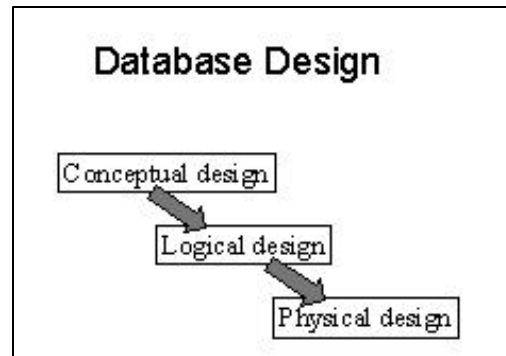 Database Design
Conceptual design
Logical design
Physical design